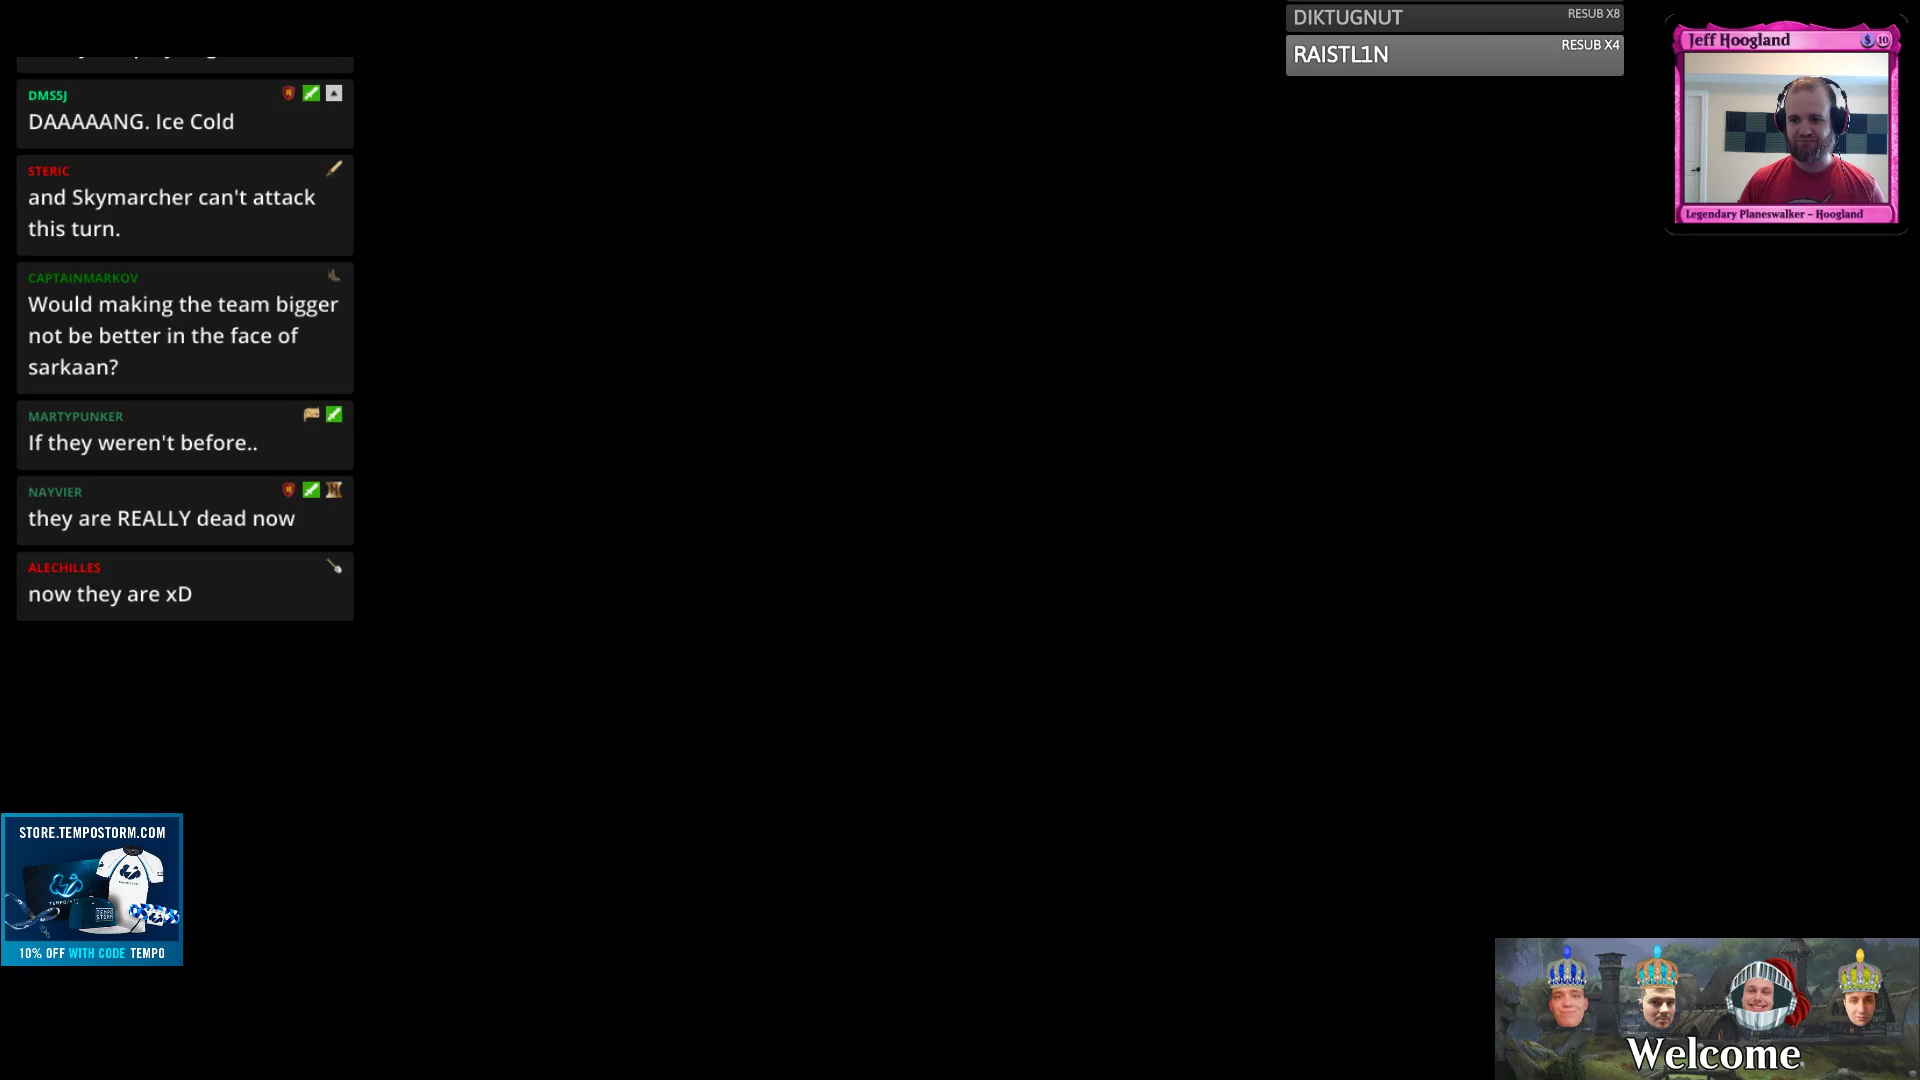 DIKTUGNUT RESUB X8
RAISTL1N RESUB X4
Jeff Hoogland $ 10
Legendary Planeswalker – Hoogland
DMS5J
DAAAAANG. Ice Cold
STERIC
and Skymarcher can't attack
this turn.
CAPTAINMARKOV
Would making the team bigger
not be better in the face of
sarkaan?
MARTYPUNKER
If they weren't before..
NAYVIER
they are REALLY dead now
ALECHILLES
now they are xD
STORE.TEMPOSTORM.COM
10% OFF WITH CODE TEMPO
Welcome